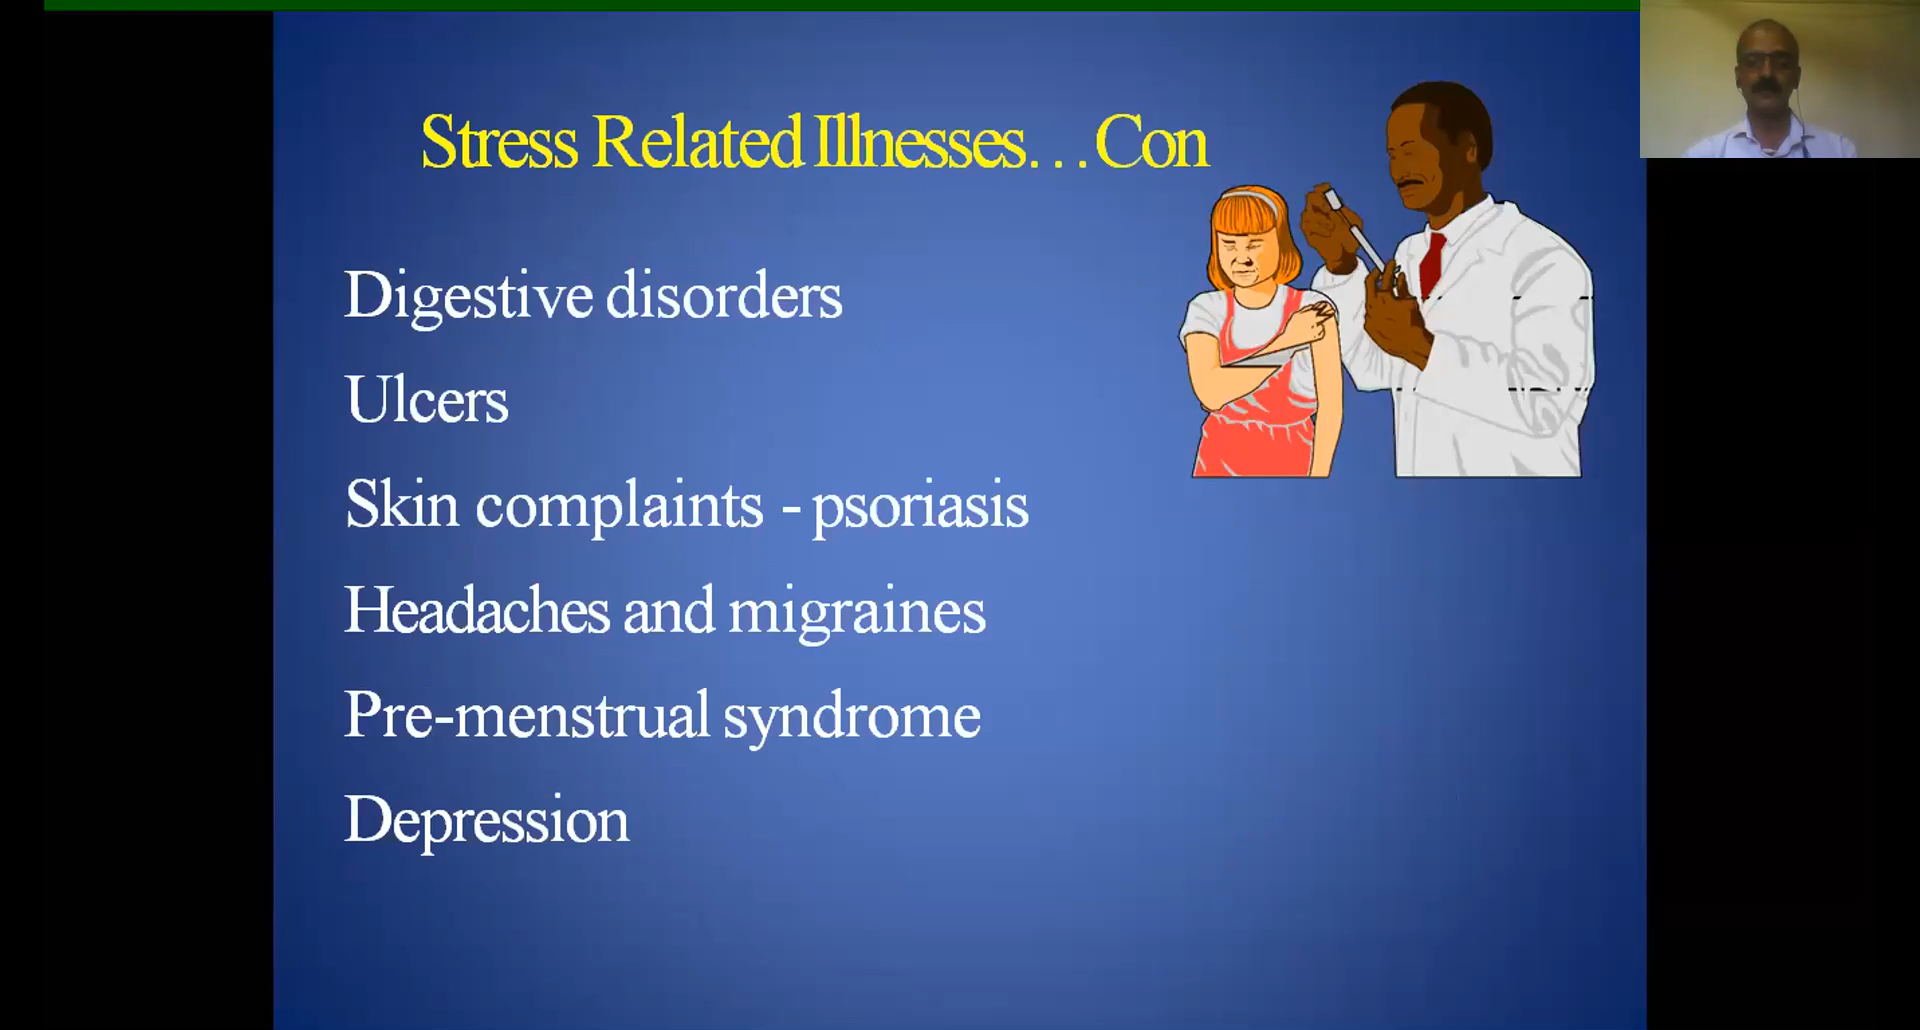 Stress Related Illnesses...Con
Digestive disorders
Ulcers
Skin complaints - psoriasis
Headaches and migraines
Pre-menstrual syndrome
Depression